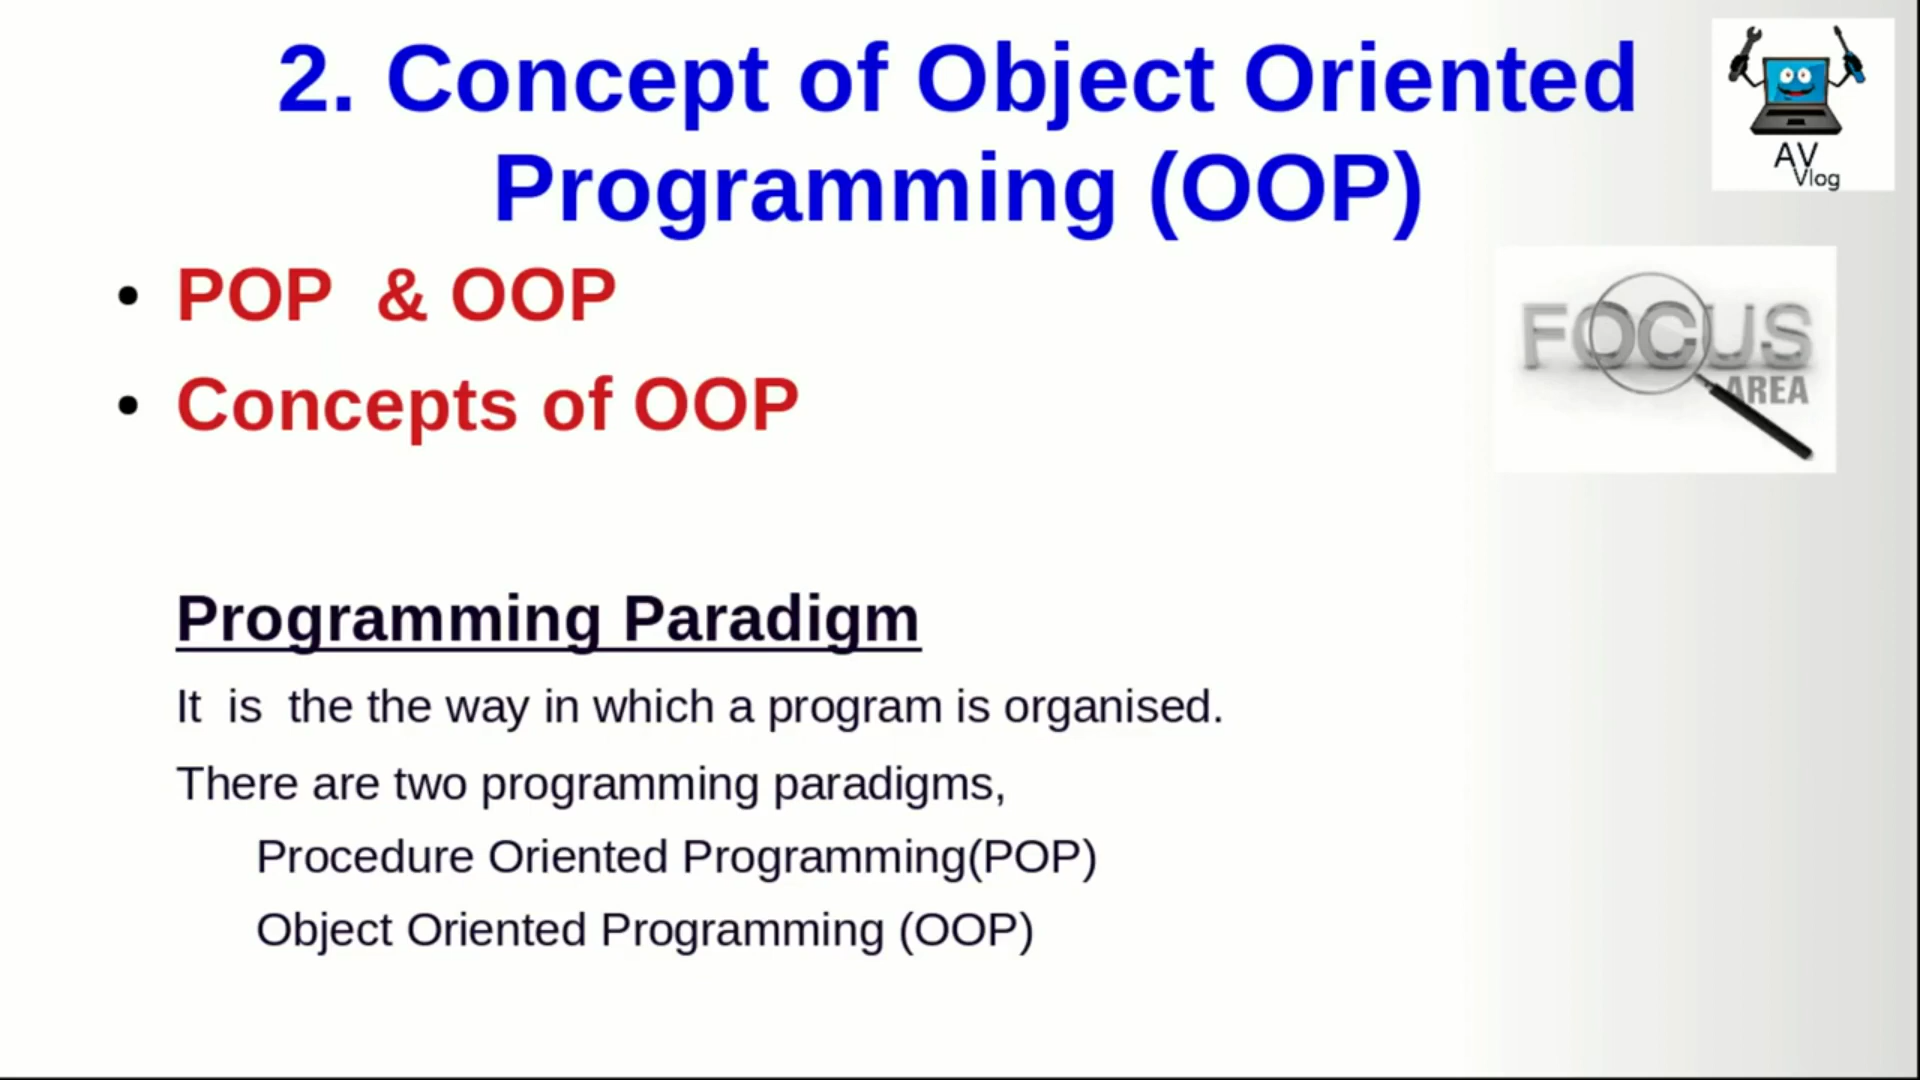 2. Concept of Object Oriented
Programming (OOP)
AV
Vlog
• POP & OOP
• Concepts of OOP
FOCUS
AREA
Programming Paradigm
It is the the way in which a program is organised.
There are two programming paradigms,
Procedure Oriented Programming(POP)
Object Oriented Programming (OOP)